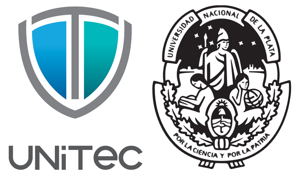 UNiTEC
UNIVERSIDAD NACIONAL DE LA PLATA
POR LA CIENCIA Y POR LA PATRIA